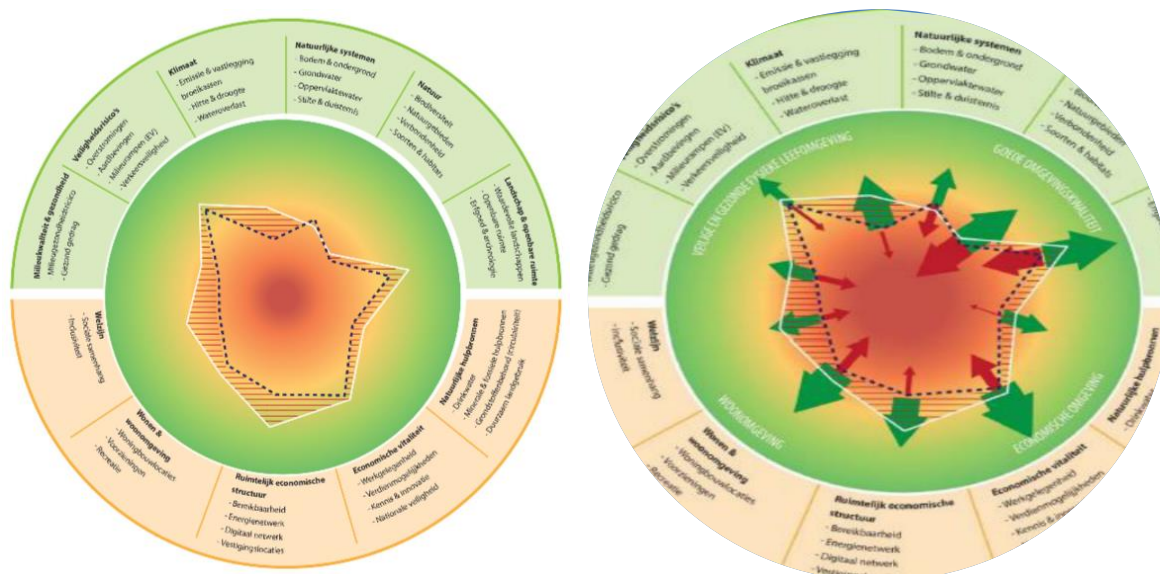 Natuurlijke systemen
- Bodem & ondergrond
- Grondwater
- Oppervlaktewater
- Stilte & duisternis
Natuur
- Biodiversiteit
- Natuurgebieden
- Verbondenheid
- Soorten & habitats
Landschap & openbare ruimte
- Waardevolle landschappen
- Openbare ruimte
- Erfgoed & archeologie
Natuurlijke hulpbronnen
- Drinkwater
- Minerale & fossiele hulpbronnen
- Grondstoffenbehoud (circulariteit)
- Duurzaam landgebruik
Economische vitaliteit
- Werkgelegenheid
- Verdienmogelijkheden
- Kennis & innovatie
- Nationale veiligheid
Ruimtelijk economische
structuur
- Bereikbaarheid
- Energienetwerk
- Digitaal netwerk
- Vestigingslocaties
Wonen &
woonomgeving
- Woningbouwlocaties
- Voorzieningen
- Recreatie
Welzijn
- Sociale samenhang
- Inclusiviteit
Milieukwaliteit & gezondheid
Milieugezondheidsrisico
- Gezond gedrag
Veiligheidsrisico's
- Overstromingen
- Aardbevingen
- Milieurampen (EV)
- Verkeersveiligheid
Klimaat
- Emissie & vastlegging
broeikassen
- Hitte & droogte
- Wateroverlast
Natuurlijke systemen
- Bodem & ondergrond
- Grondwater
- Oppervlaktewater
- Stilte & duisternis
- Natuurgebieden
- Verbondenheid
- Soorten & habitats
Natuurlijke hulpbronnen
Economische vitaliteit
- Werkgelegenheid
- Verdienmogelijkheden
Ruimtelijk economische
structuur
- Bereikbaarheid
- Energienetwerk
- Digitaal netwerk
Wonen &
woonomgeving
- Woningbouwlocaties
- Voorzieningen
- Recreatie
Welzijn
- Sociale samenhang
- Inclusiviteit
- Gezond gedrag
- Overstromingen
- Aardbevingen
- Milieurampen (EV)
- Verkeersveiligheid
Klimaat
- Emissie & vastlegging
broeikassen
- Hitte & droogte
- Wateroverlast
VEILIGE EN GEZONDE FYSIEKE LEEFOMGEVING
GOEDE OMGEVINGSKWALITEIT
ECONOMISCHE OMGEVING
WOONOMGEVING